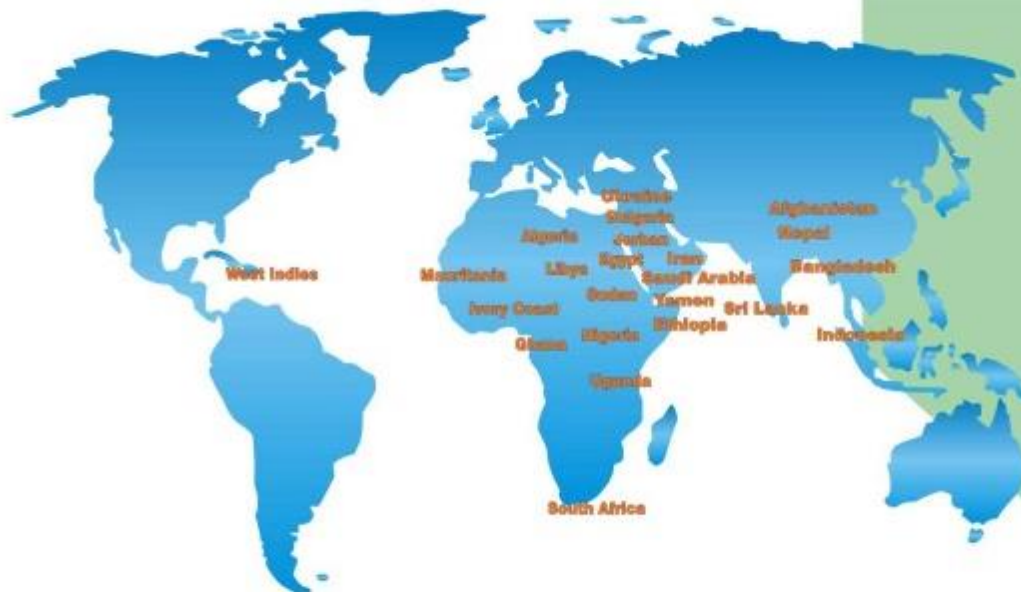 Ukraine
Bulgaria
Afghanistan
Algeria
Jordan
Nepal
Egypt
Iran
West Indies
Mauritania
Libya
Saudi Arabia
Bangladesh
Sudan
Yemen
Ivory Coast
Sri Lanka
Ethiopia
Ghana
Nigeria
Indonesia
Uganda
South Africa